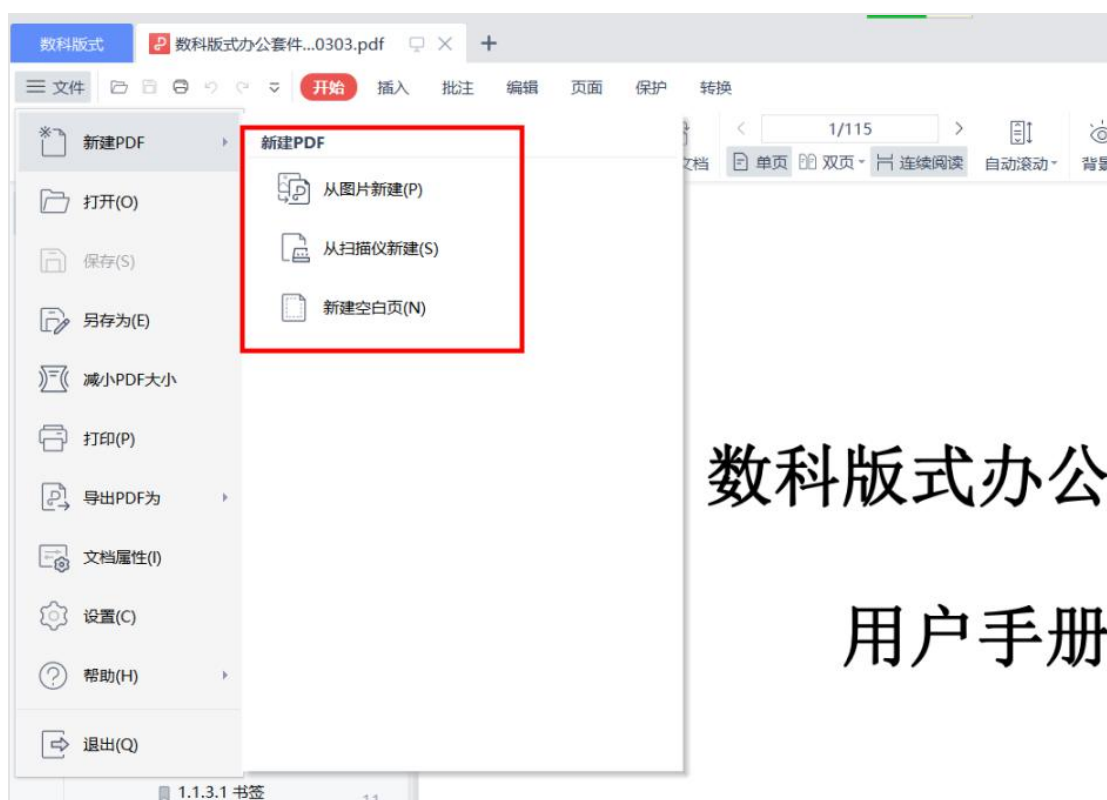 数科版式
数科版式办公套件...0303.pdf
文件
开始 插入 批注 编辑 页面 保护 转换
新建PDF
打开(O)
保存(S)
另存为(E)
减小PDF大小
打印(P)
导出PDF为
文档属性(I)
设置(C)
帮助(H)
退出(Q)
新建PDF
从图片新建(P)
从扫描仪新建(S)
新建空白页(N)
1/115
文档 单页 双页 连续阅读 自动滚动 背景
数科版式办公
用户手册
1.1.3.1 书签
11